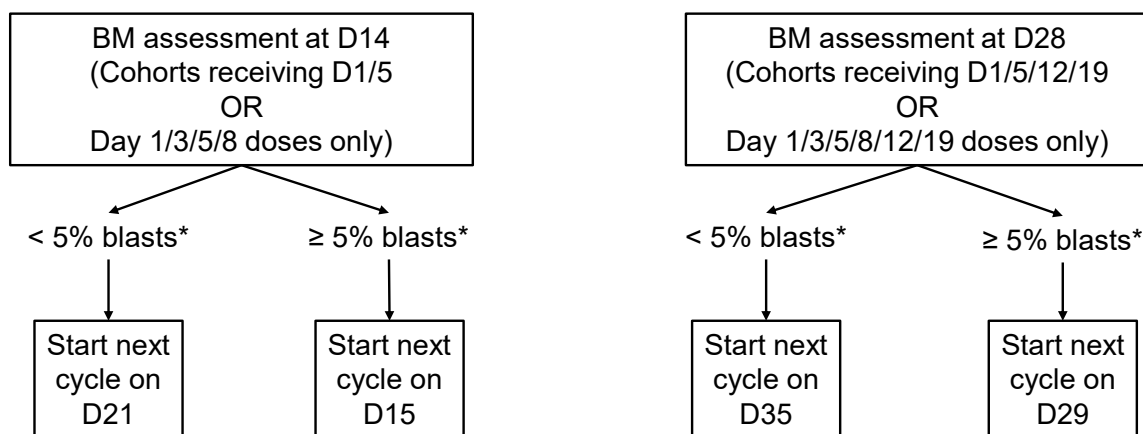 BM assessment at D14
(Cohorts receiving D1/5
OR
Day 1/3/5/8 doses only)
< 5% blasts*
≥ 5% blasts*
Start next
cycle on
D21
Start next
cycle on
D15
BM assessment at D28
(Cohorts receiving D1/5/12/19
OR
Day 1/3/5/8/12/19 doses only)
< 5% blasts*
≥ 5% blasts*
Start next
cycle on
D35
Start next
cycle on
D29